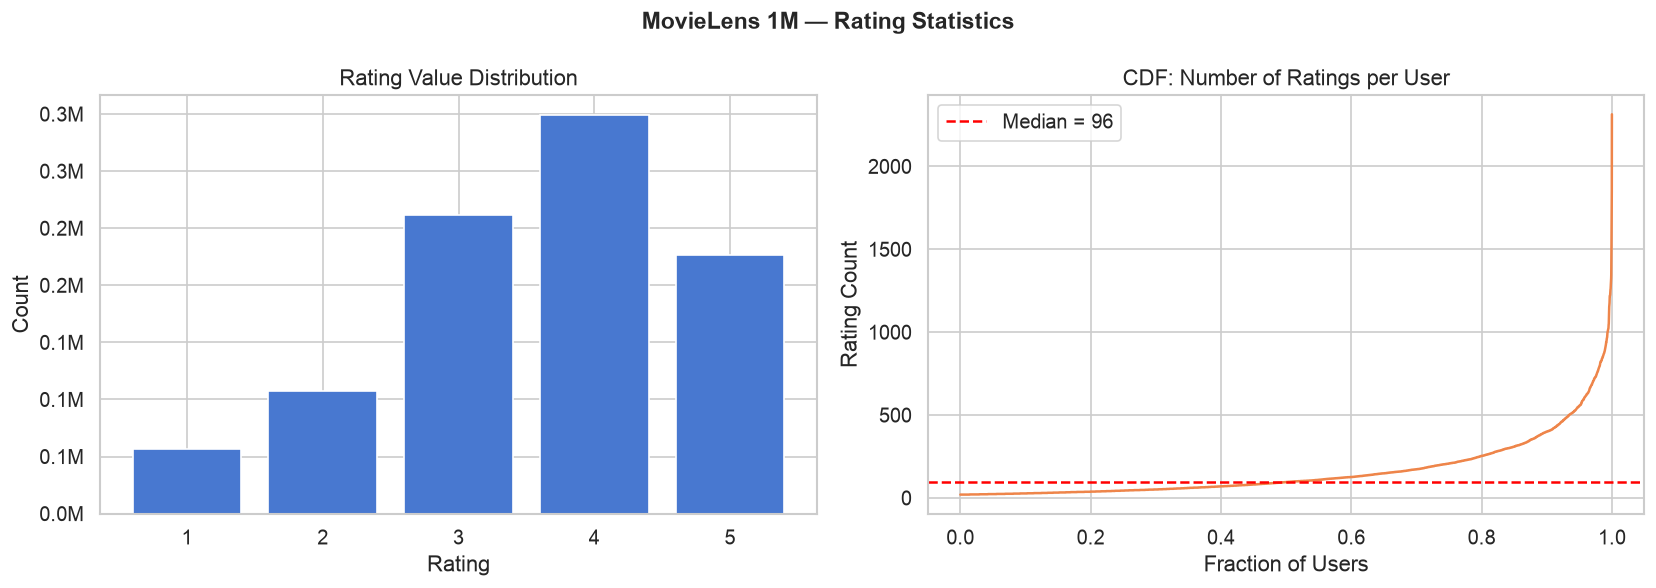 MovieLens 1M — Rating Statistics
Rating Value Distribution
0.3M
0.3M
0.2M
0.2M
0.1M
0.1M
0.1M
0.0M
Count
1 2 3 4 5
Rating
CDF: Number of Ratings per User
Median = 96
2000
1500
1000
500
0
Rating Count
0.0 0.2 0.4 0.6 0.8 1.0
Fraction of Users